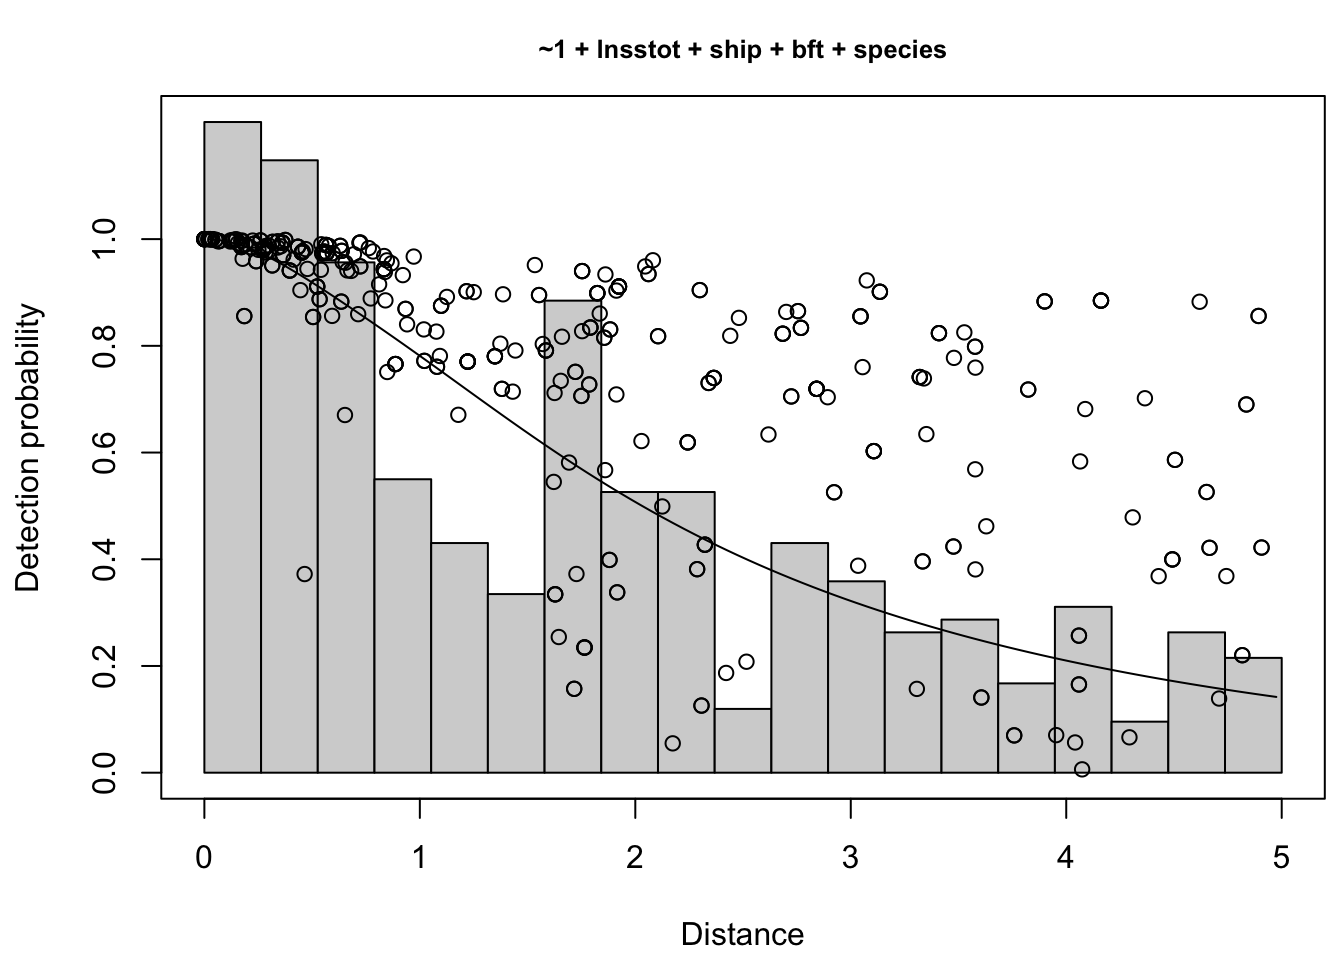 ~1 + lnsstot + ship + bft + species
Detection probability
1.0
0.8
0.6
0.4
0.2
0.0
0 1 2 3 4 5
Distance